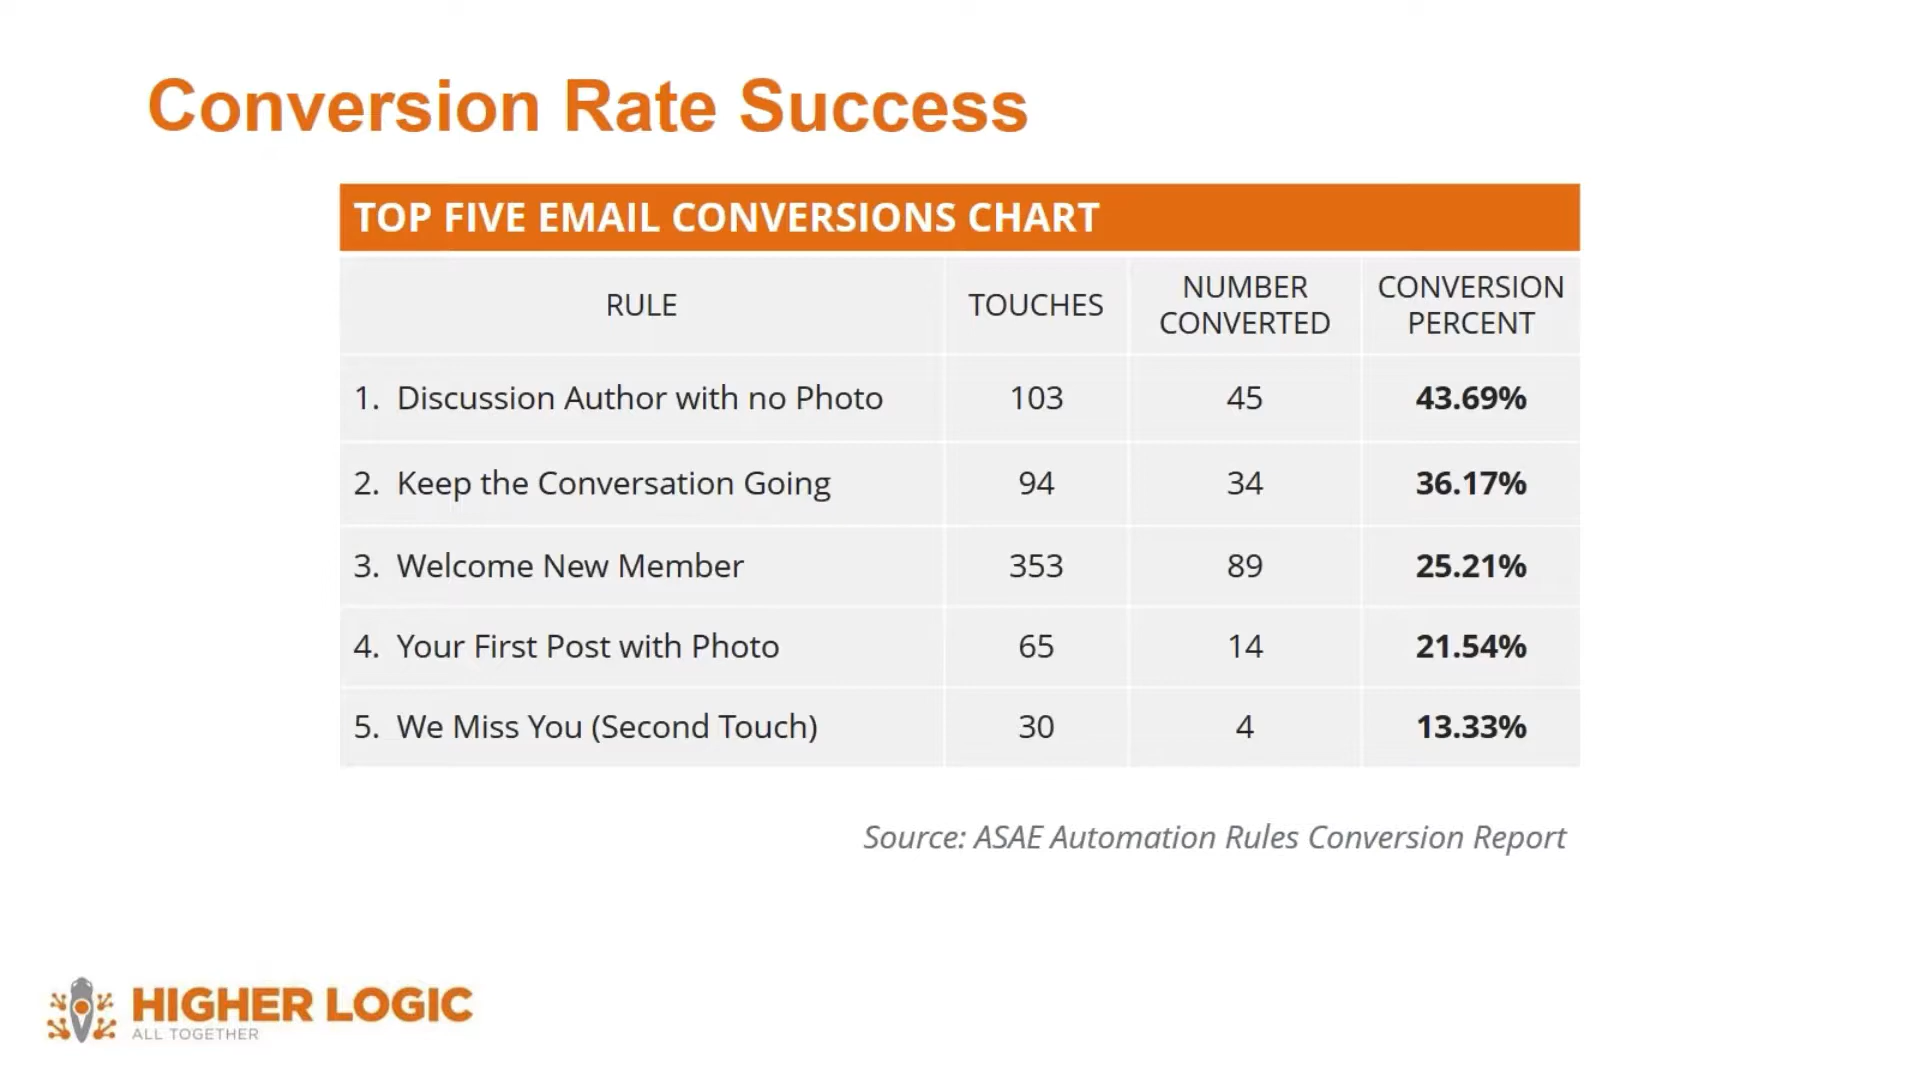 Conversion Rate Success
TOP FIVE EMAIL CONVERSIONS CHART
RULE TOUCHES NUMBER CONVERTED CONVERSION PERCENT
1. Discussion Author with no Photo 103 45 43.69%
2. Keep the Conversation Going 94 34 36.17%
3. Welcome New Member 353 89 25.21%
4. Your First Post with Photo 65 14 21.54%
5. We Miss You (Second Touch) 30 4 13.33%
Source: ASAE Automation Rules Conversion Report
HIGHER LOGIC
ALL TOGETHER